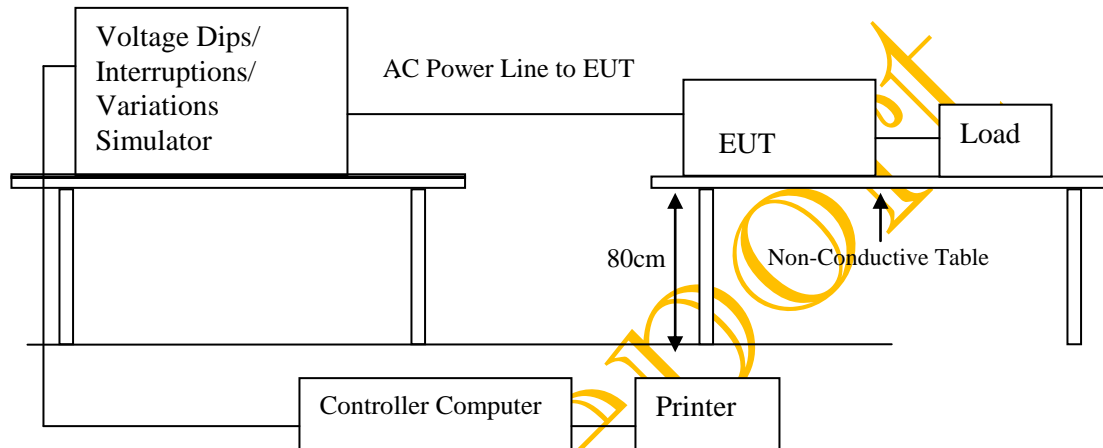 Voltage Dips/
Interruptions/
Variations
Simulator
AC Power Line to EUT
EUT
Load
80cm
Non-Conductive Table
Controller Computer
Printer